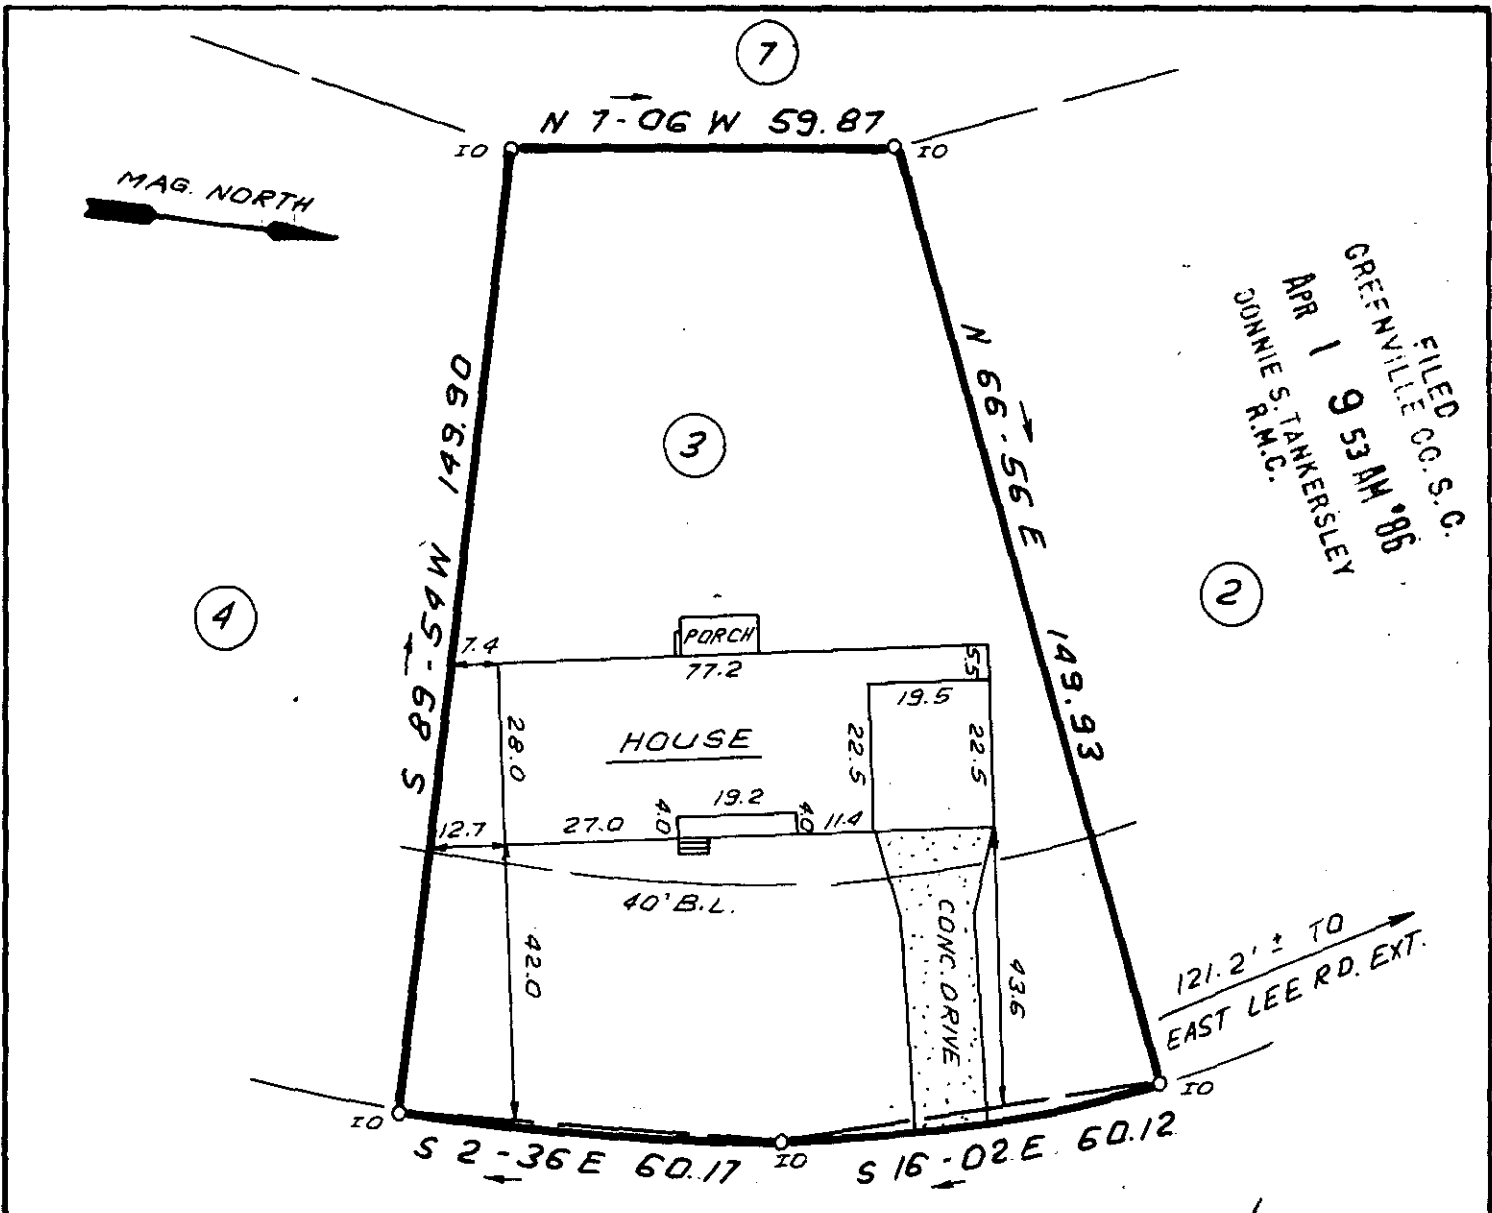 7
N 7-06 W 59.87
IO
IO
MAG. NORTH
FILED
GREENVILLE CO. S. C.
APR 1 9 53 AM '86
DONNIE S. TANKERSLEY
R.M.C.
S 89-54 W 149.90
N 66-56 E 149.93
3
4
2
PORCH
7.4
77.2
5.5
19.5
28.0
HOUSE
22.5
22.5
19.2
4.0
4.0
12.7
27.0
11.4
40' B.L.
42.0
CONC. DRIVE
43.6
121.2' ± TO
EAST LEE RD. EXT.
IO
IO
IO
S 2-36 E 60.17
S 16-02 E 60.12